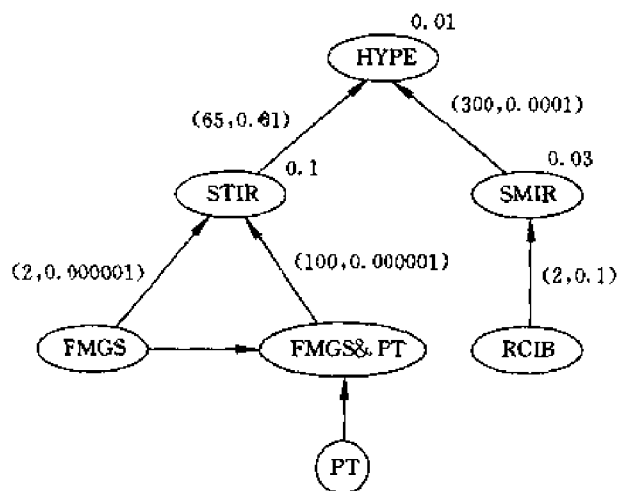 0.01
HYPE
(65,0.01)
(300,0.0001)
0.1
0.03
STIR
SMIR
(2,0.000001)
(100,0.000001)
(2,0.1)
FMGS
FMGS& PT
RCIB
PT